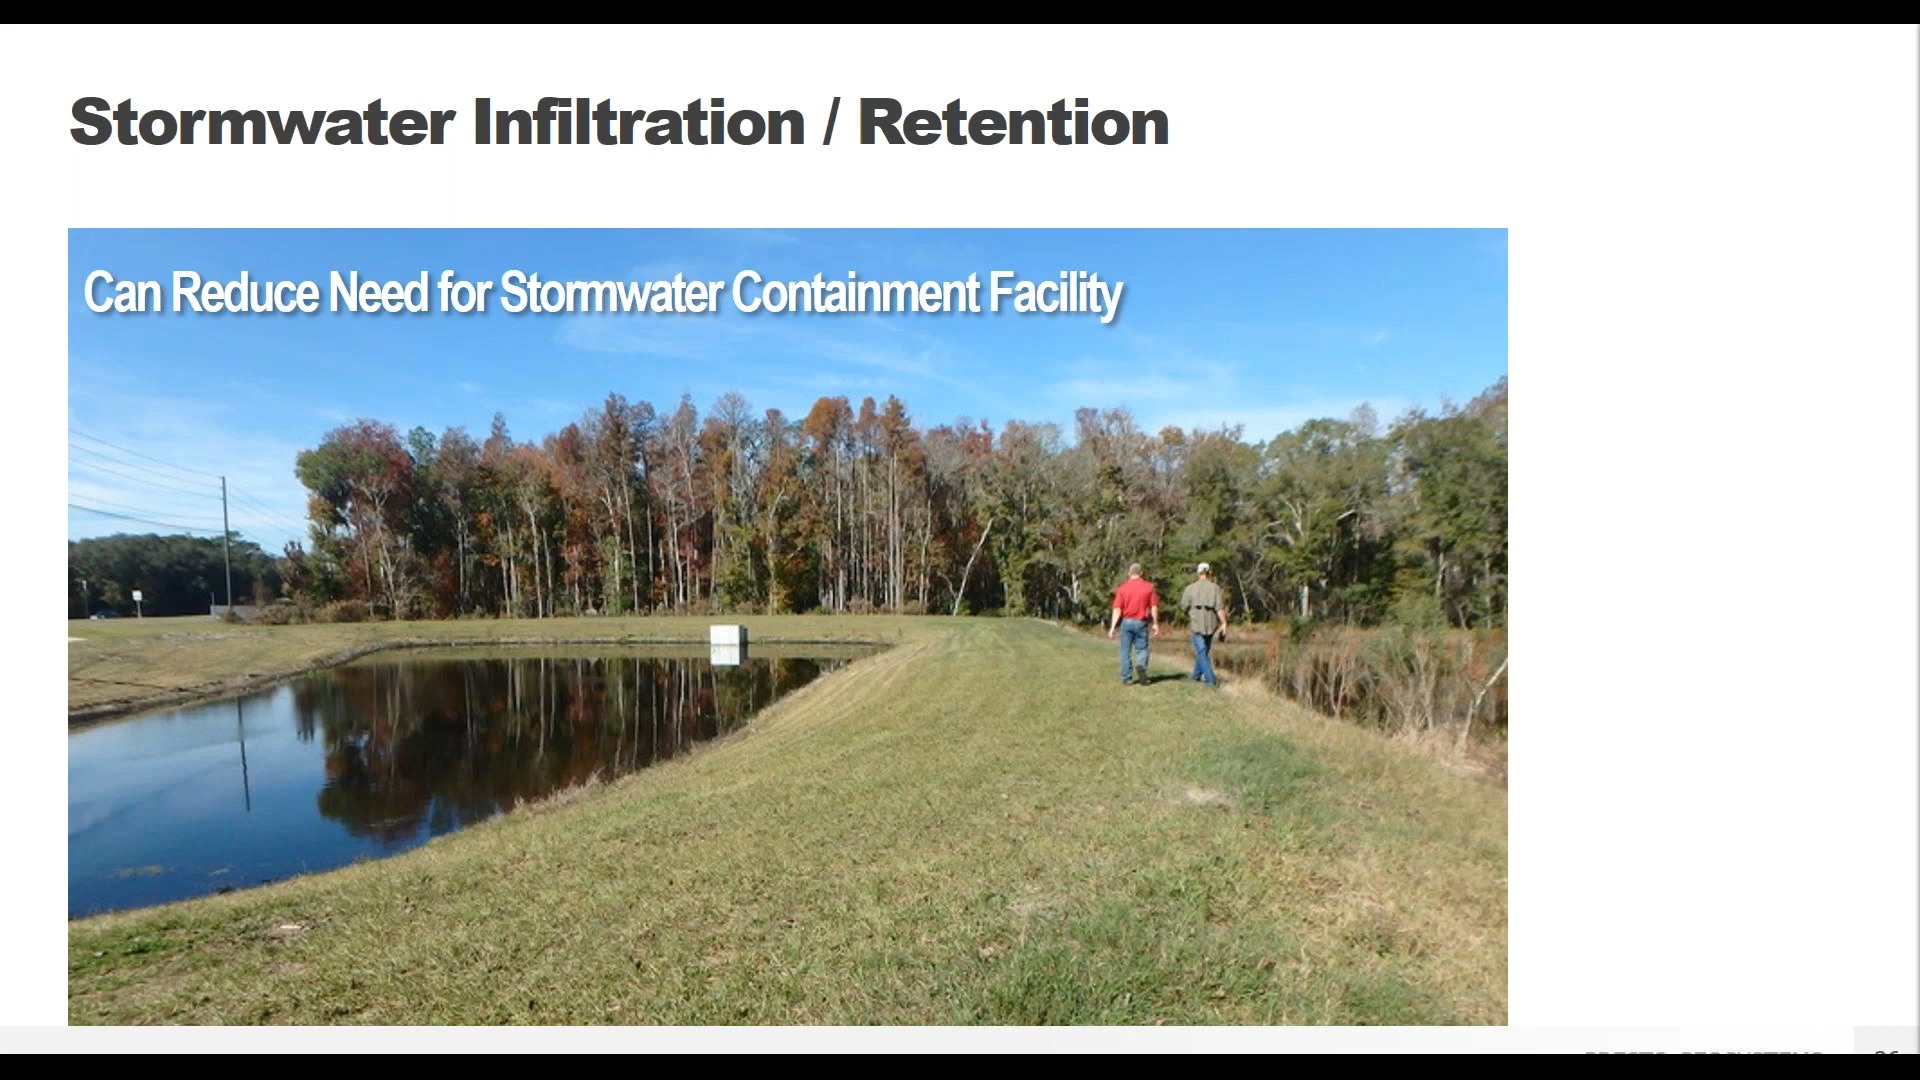 Stormwater Infiltration / Retention
Can Reduce Need for Stormwater Containment Facility